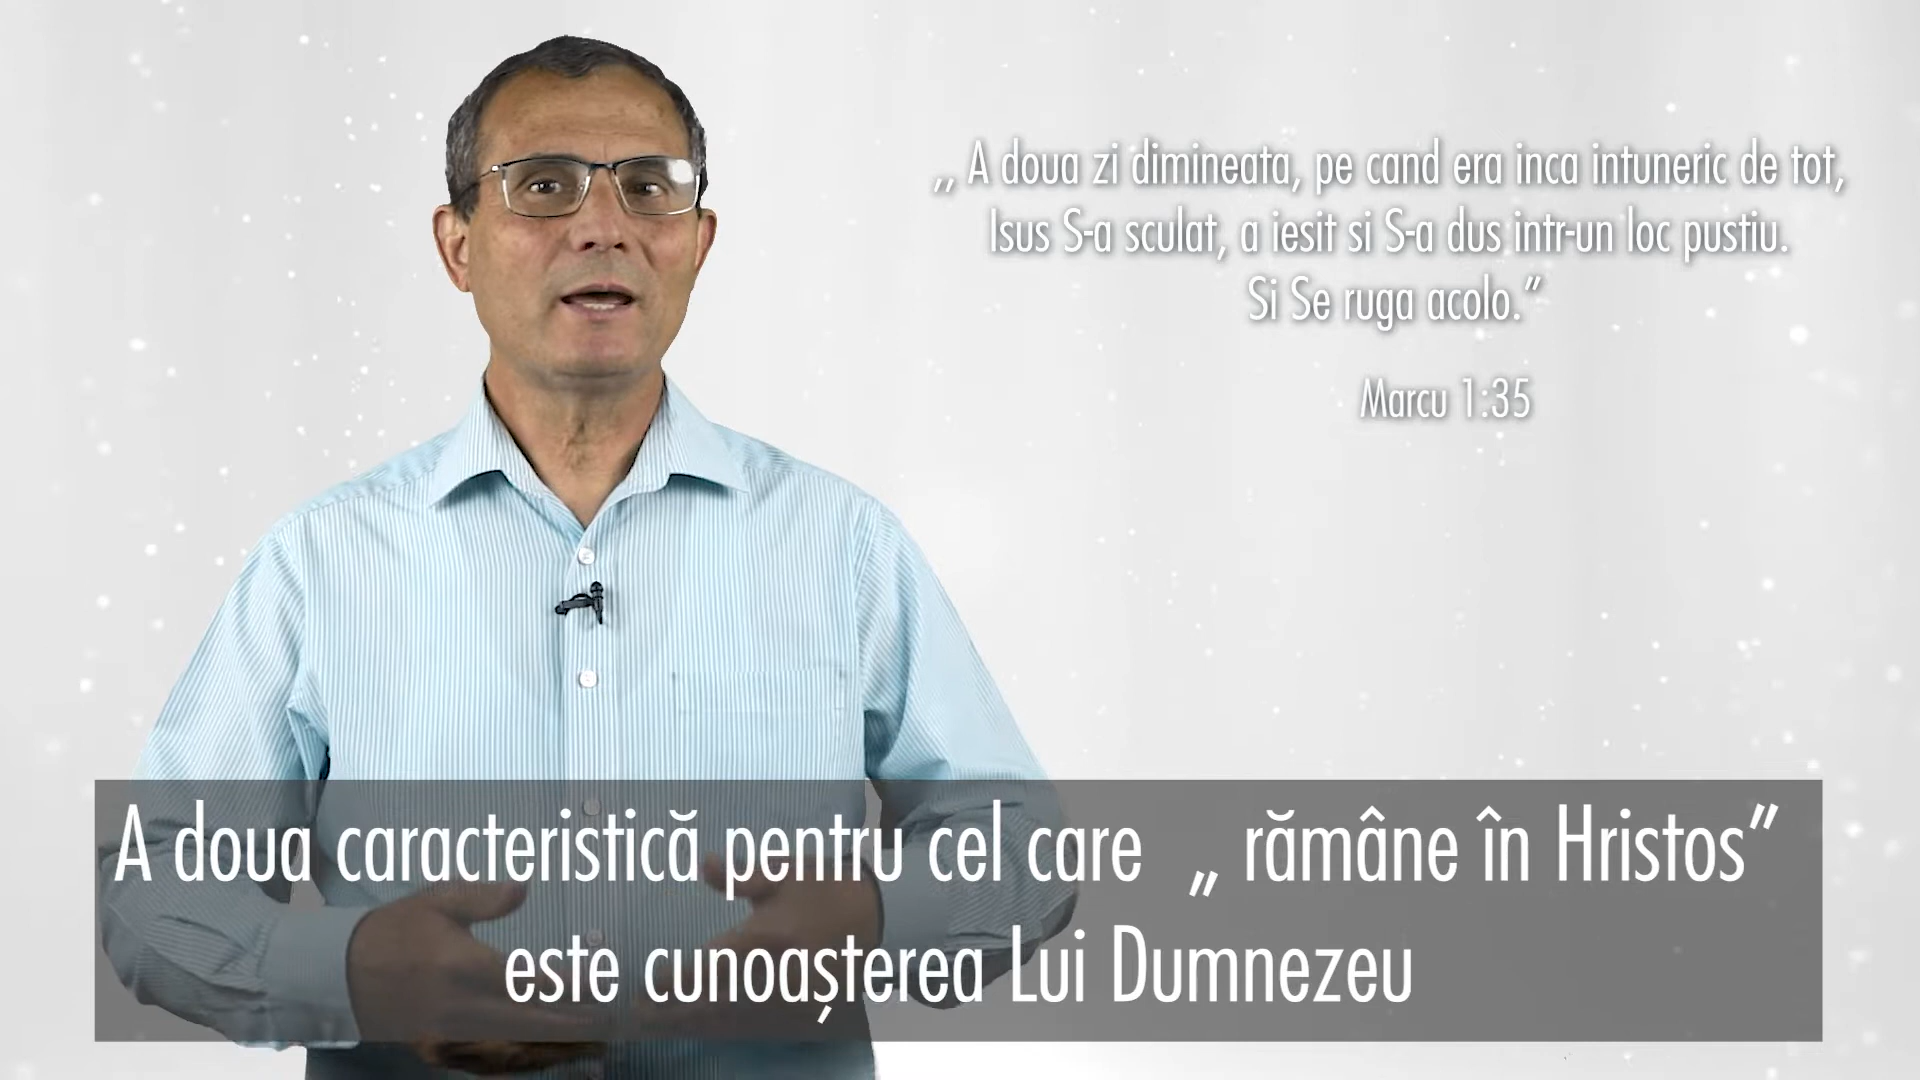 ,, A doua zi dimineata, pe cand era inca intuneric de tot,
Isus S-a sculat, a iesit si S-a dus intr-un loc pustiu.
Si Se ruga acolo.”
Marcu 1:35
A doua caracteristică pentru cel care „ rămâne în Hristos”
este cunoașterea Lui Dumnezeu